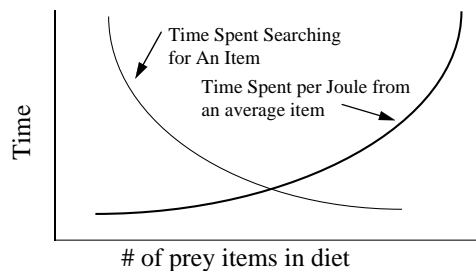 Time Spent Searching
for An Item
Time Spent per Joule from
an average item
Time
# of prey items in diet